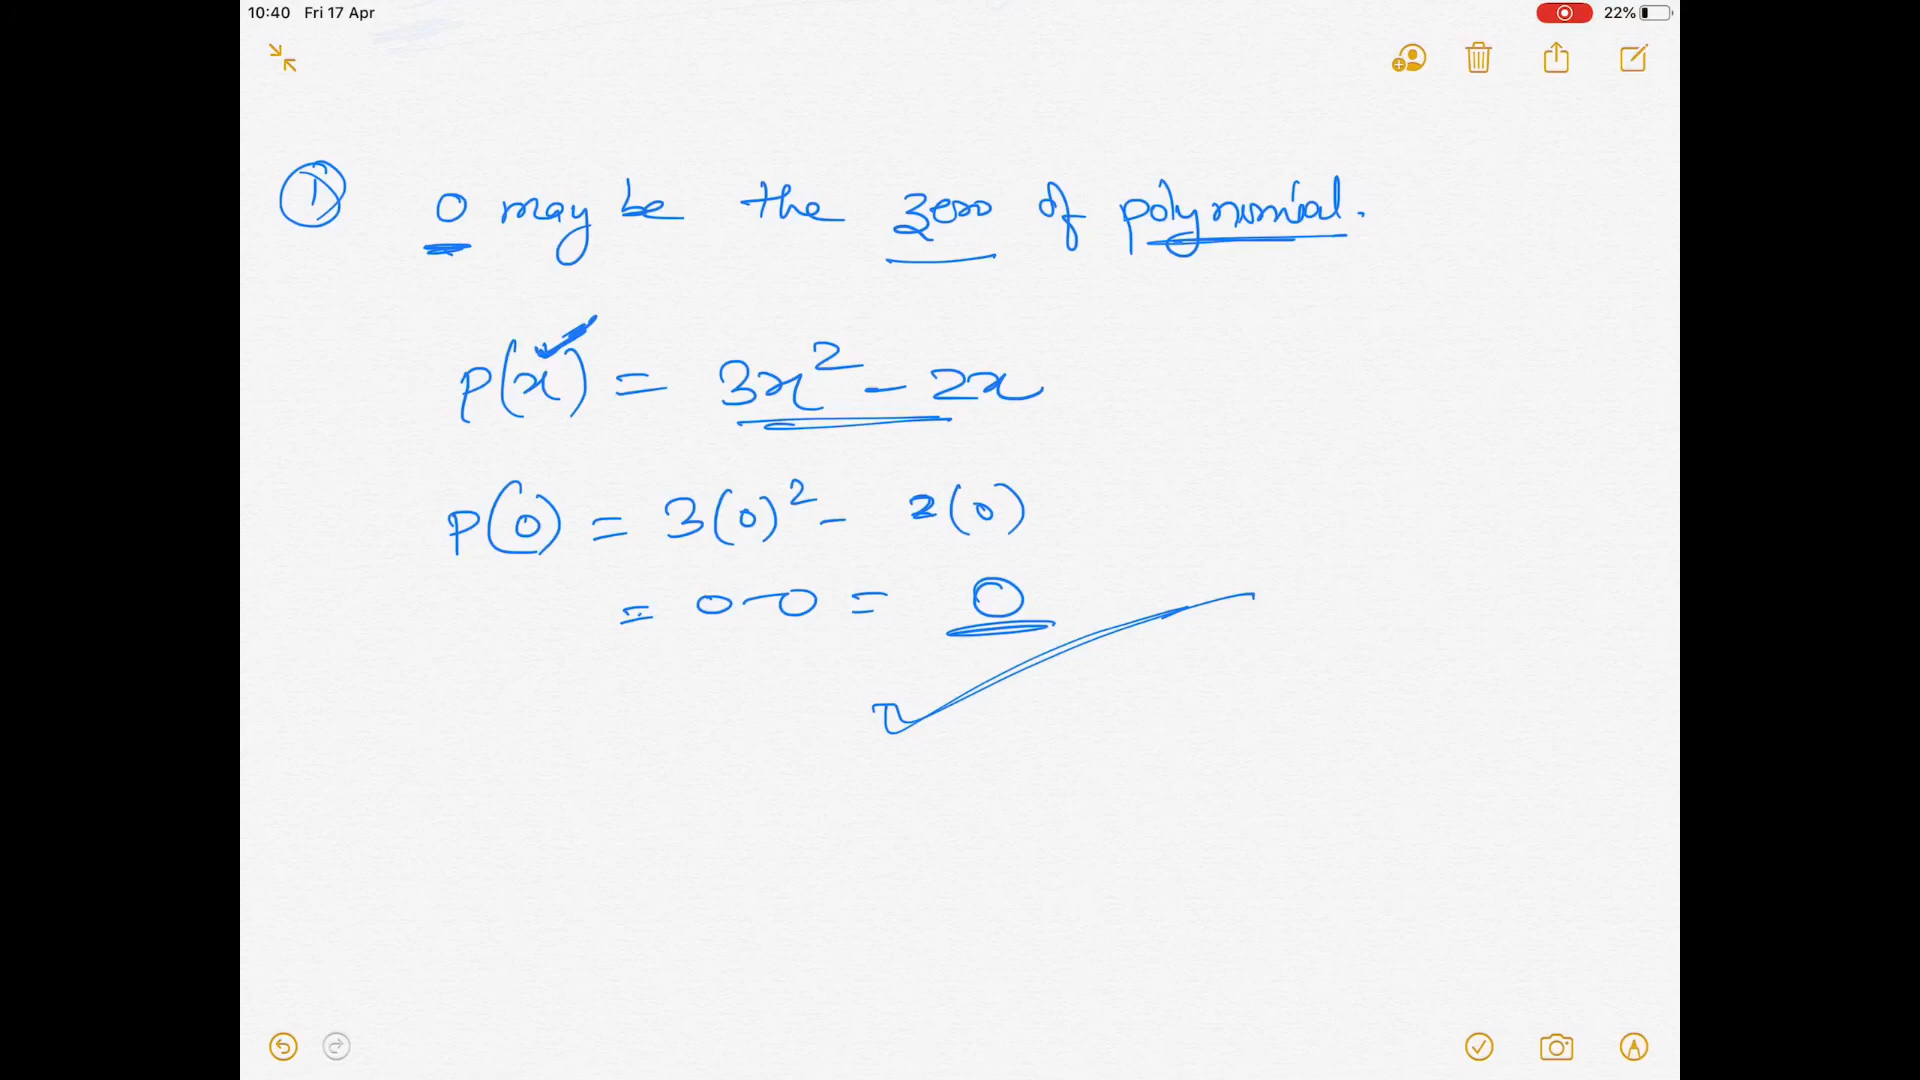 10:40 Fri 17 Apr 22%
① 0 may be the zero of polynomial.
p(x) = 3x² - 2x
p(0) = 3(0)² - 2(0)
= 0-0 = 0